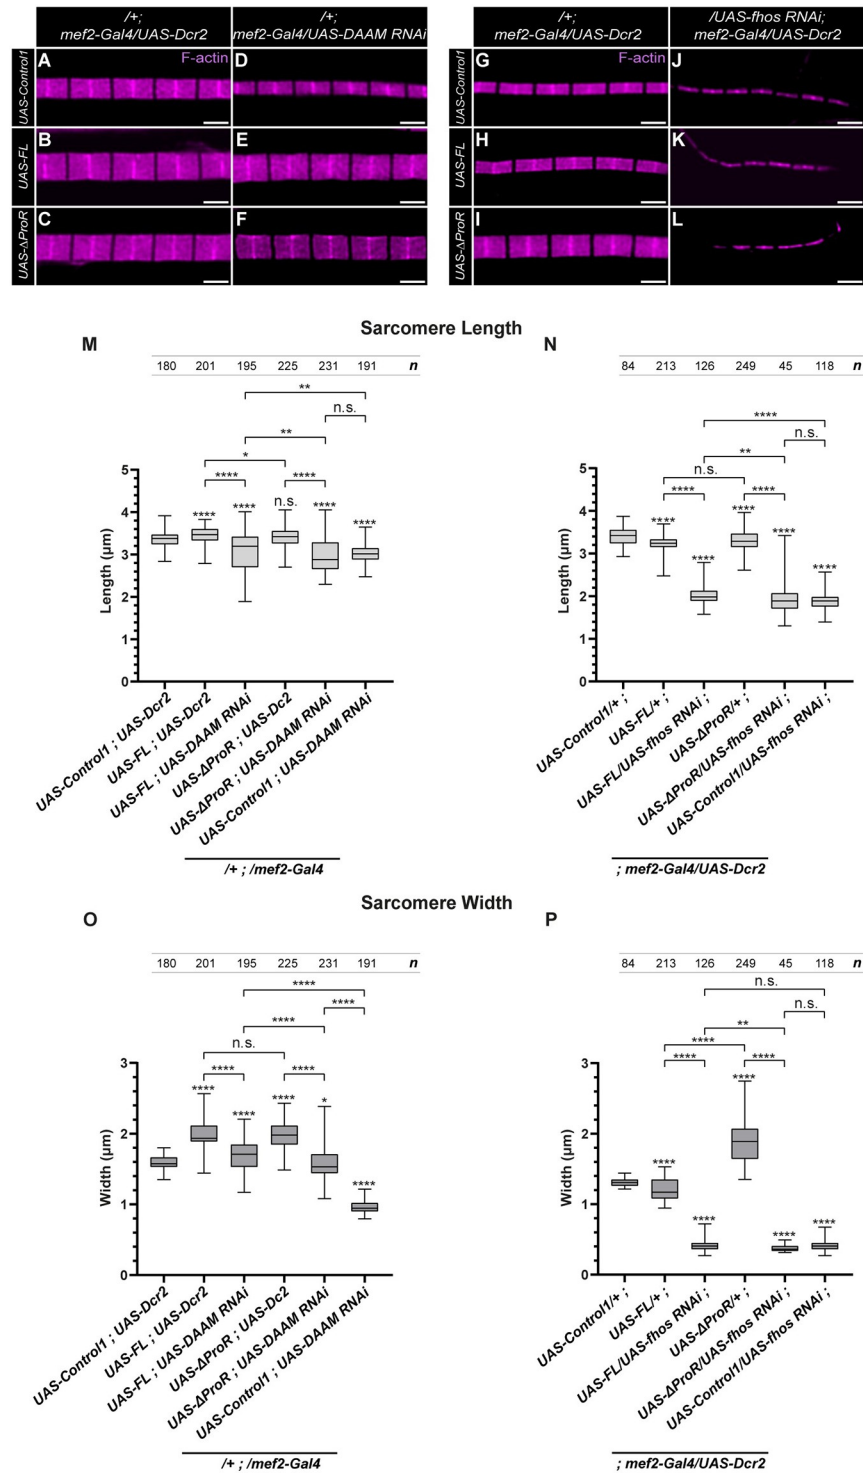 /+;
mef2-Gal4/UAS-Dcr2
/+;
mef2-Gal4/UAS-DAAM RNAi
/+;
mef2-Gal4/UAS-Dcr2
/UAS-fhos RNAi;
mef2-Gal4/UAS-Dcr2
UAS-Control1
A
F-actin
D
UAS-FL
B
E
UAS-ΔProR
C
F
UAS-Control1
G
F-actin
J
UAS-FL
H
K
UAS-ΔProR
I
L
Sarcomere Length
M
180 201 195 225 231 191 n
**
n.s.
**
*
**** ****
**** **** n.s. **** ****
Length (µm)
5
4
3
2
1
0
UAS-Control1 ; UAS-Dcr2
UAS-FL ; UAS-Dcr2
UAS-FL ; UAS-DAAM RNAi
UAS-ΔProR ; UAS-Dc2
UAS-ΔProR ; UAS-DAAM RNAi
UAS-Control1 ; UAS-DAAM RNAi
/+ ; /mef2-Gal4
N
84 213 126 249 45 118 n
****
n.s.
**
n.s.
**** ****
**** **** **** **** ****
Length (µm)
5
4
3
2
1
0
UAS-Control1/+ ;
UAS-FL/+ ;
UAS-FL/UAS-fhos RNAi ;
UAS-ΔProR/+ ;
UAS-ΔProR/UAS-fhos RNAi ;
UAS-Control1/UAS-fhos RNAi ;
; mef2-Gal4/UAS-Dcr2
Sarcomere Width
O
180 201 195 225 231 191 n
****
****
****
n.s.
**** ****
**** **** **** * ****
Width (µm)
3
2
1
0
UAS-Control1 ; UAS-Dcr2
UAS-FL ; UAS-Dcr2
UAS-FL ; UAS-DAAM RNAi
UAS-ΔProR ; UAS-Dc2
UAS-ΔProR ; UAS-DAAM RNAi
UAS-Control1 ; UAS-DAAM RNAi
/+ ; /mef2-Gal4
P
84 213 126 249 45 118 n
n.s.
n.s.
**
****
**** ****
**** **** **** **** ****
Width (µm)
3
2
1
0
UAS-Control1/+ ;
UAS-FL/+ ;
UAS-FL/UAS-fhos RNAi ;
UAS-ΔProR/+ ;
UAS-ΔProR/UAS-fhos RNAi ;
UAS-Control1/UAS-fhos RNAi ;
; mef2-Gal4/UAS-Dcr2